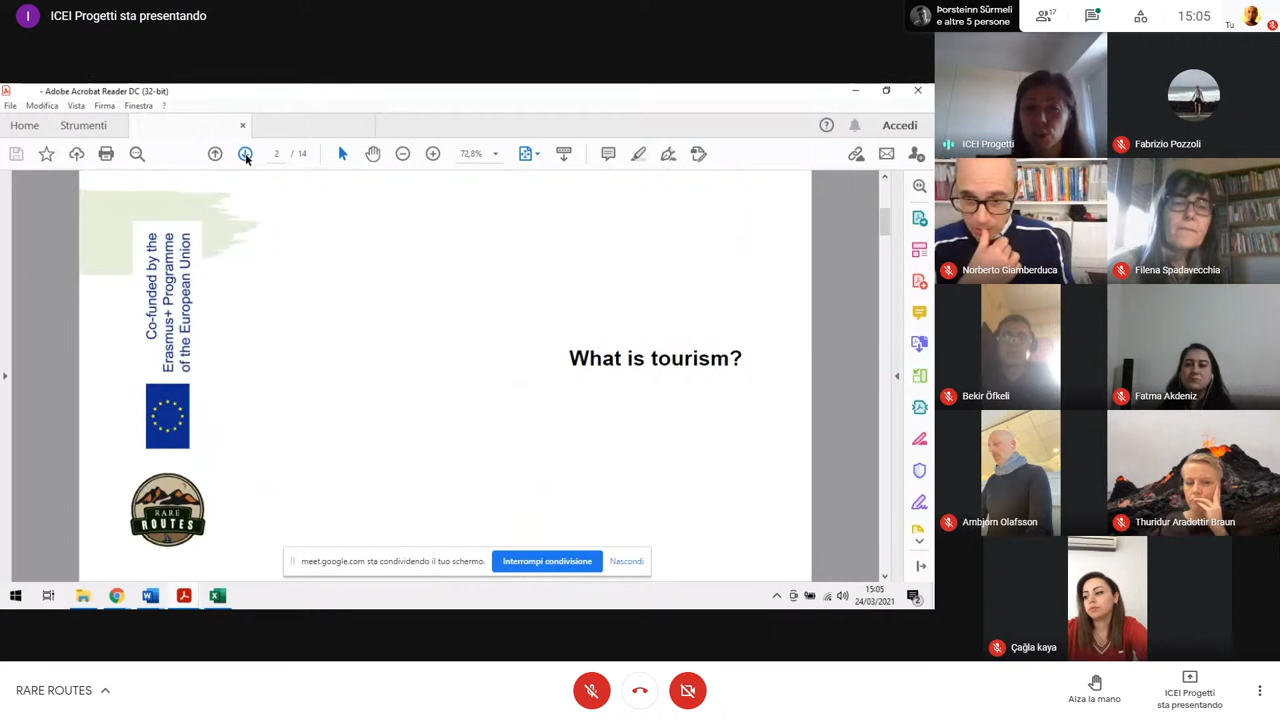 I
ICEI Progetti sta presentando
Þorsteinn Sürmeli
e altre 5 persone
17
15:05
Tu
- Adobe Acrobat Reader DC (32-bit)
File Modifica Vista Firma Finestra ?
Home Strumenti Accedi
2 / 14
72,8%
Co-funded by the
Erasmus+ Programme
of the European Union
What is tourism?
RARE
ROUTES
meet.google.com sta condividendo il tuo schermo. Interrompi condivisione Nascondi
15:05
24/03/2021
2
ICEI Progetti
Fabrizio Pozzoli
Norberto Giamberduca
Filena Spadavecchia
Bekir Öfkeli
Fatma Akdeniz
Ambjorn Olafsson
Thuridur Aradottir Braun
Çağla kaya
RARE ROUTES
Alza la mano
ICEI Progetti
sta presentando